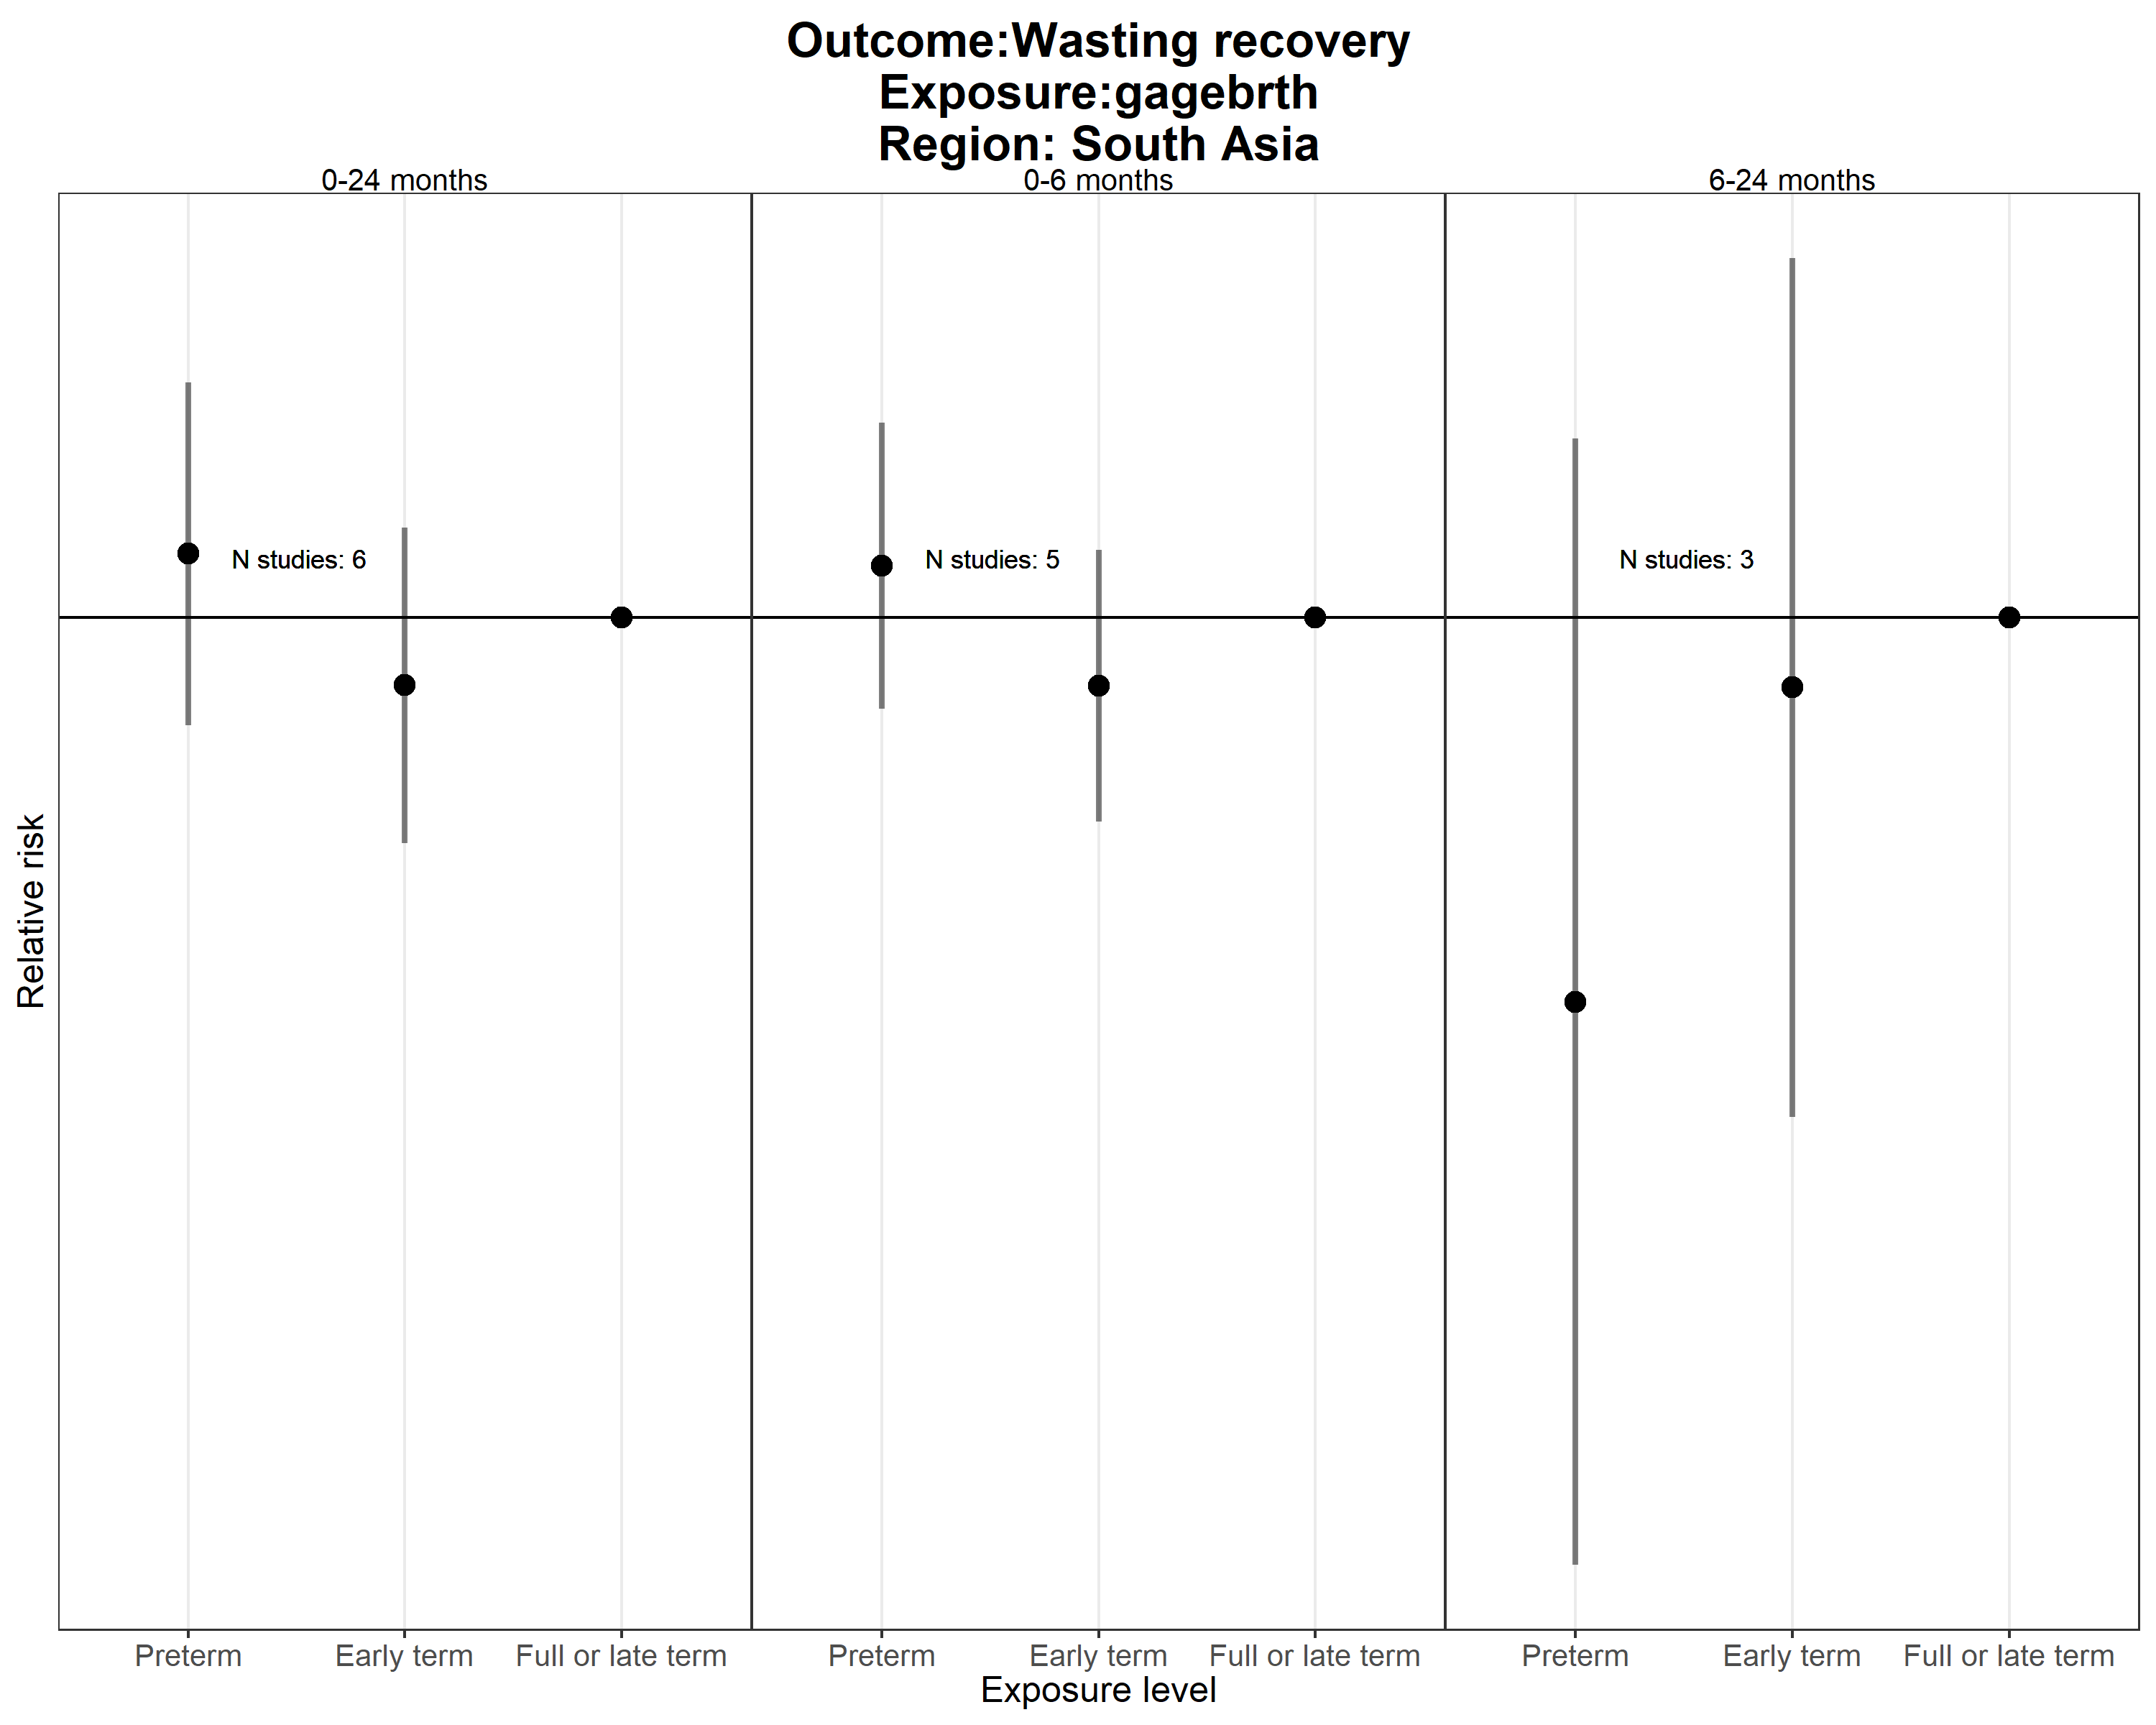 Outcome:Wasting recovery
Exposure:gagebrth
Region: South Asia
0-24 months
0-6 months
6-24 months
N studies: 6
N studies: 5
N studies: 3
Relative risk
Preterm
Early term
Full or late term
Preterm
Early term
Full or late term
Preterm
Early term
Full or late term
Exposure level